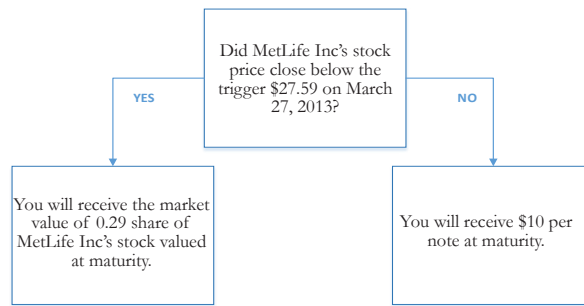 Did MetLife Inc's stock
price close below the
trigger $27.59 on March
27, 2013?
YES
NO
You will receive the market
value of 0.29 share of
MetLife Inc's stock valued
at maturity.
You will receive $10 per
note at maturity.